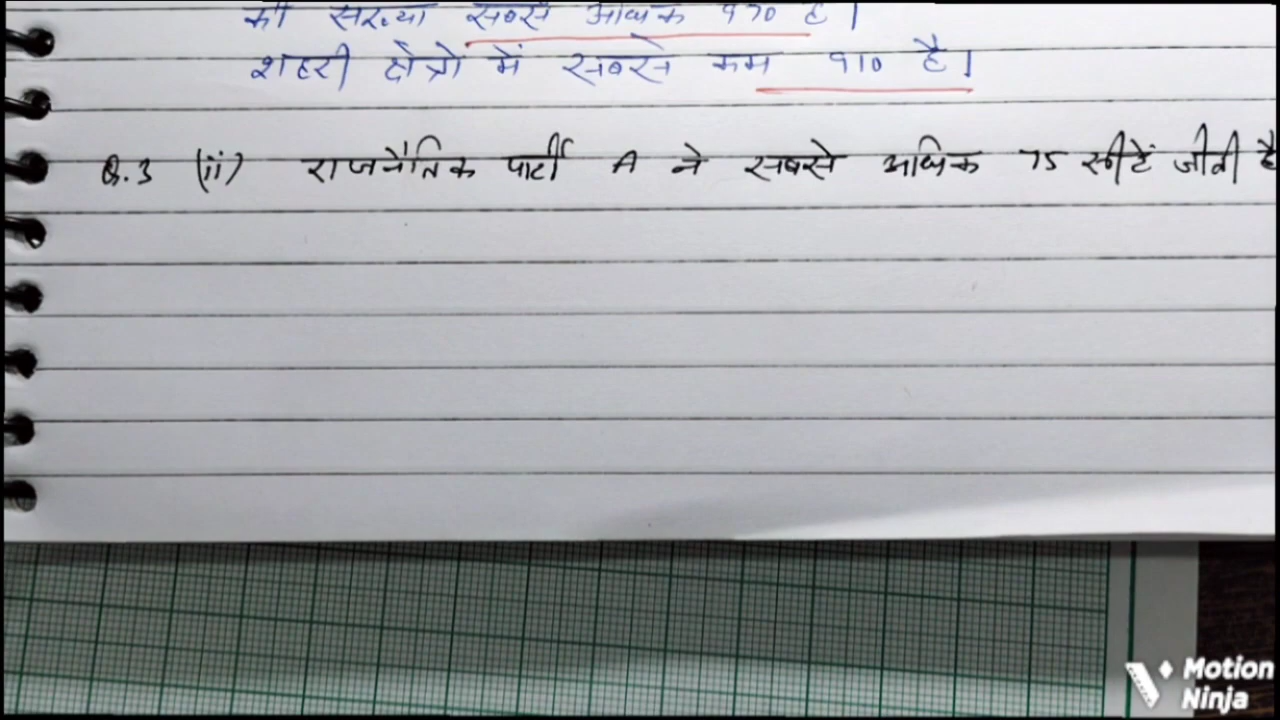 की संख्या सबसे अधिक 970 है।
शहरी क्षेत्रों में सबसे कम 910 है।
Q.3 (ii) राजनैतिक पार्टी A ने सबसे अधिक 75 सीटें जीती है
Motion
Ninja